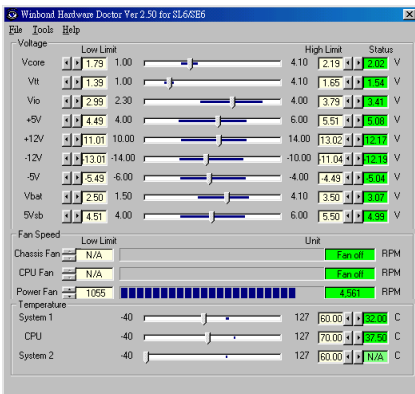 Winbond Hardware Doctor Ver 2.50 for SL6/SE6
File Tools Help
Voltage
Low Limit High Limit Status
Vcore 1.79 1.00 4.10 2.19 2.02 V
Vtt 1.39 1.00 4.10 1.65 1.54 V
Vio 2.99 2.30 4.00 3.79 3.41 V
+5V 4.49 4.00 6.00 5.51 5.08 V
+12V 11.01 10.00 14.00 13.02 12.17 V
-12V -13.01 -14.00 -10.00 -11.04 -12.19 V
-5V -5.49 -6.00 -4.00 -4.49 -5.04 V
Vbat 2.50 1.50 4.10 3.50 3.07 V
5Vsb 4.51 4.00 6.00 5.50 4.99 V
Fan Speed
Low Limit Unit
Chassis Fan N/A Fan off RPM
CPU Fan N/A Fan off RPM
Power Fan 1055 4,561 RPM
Temperature
System 1 -40 127 60.00 32.00 C
CPU -40 127 70.00 37.50 C
System 2 -40 127 60.00 N/A C